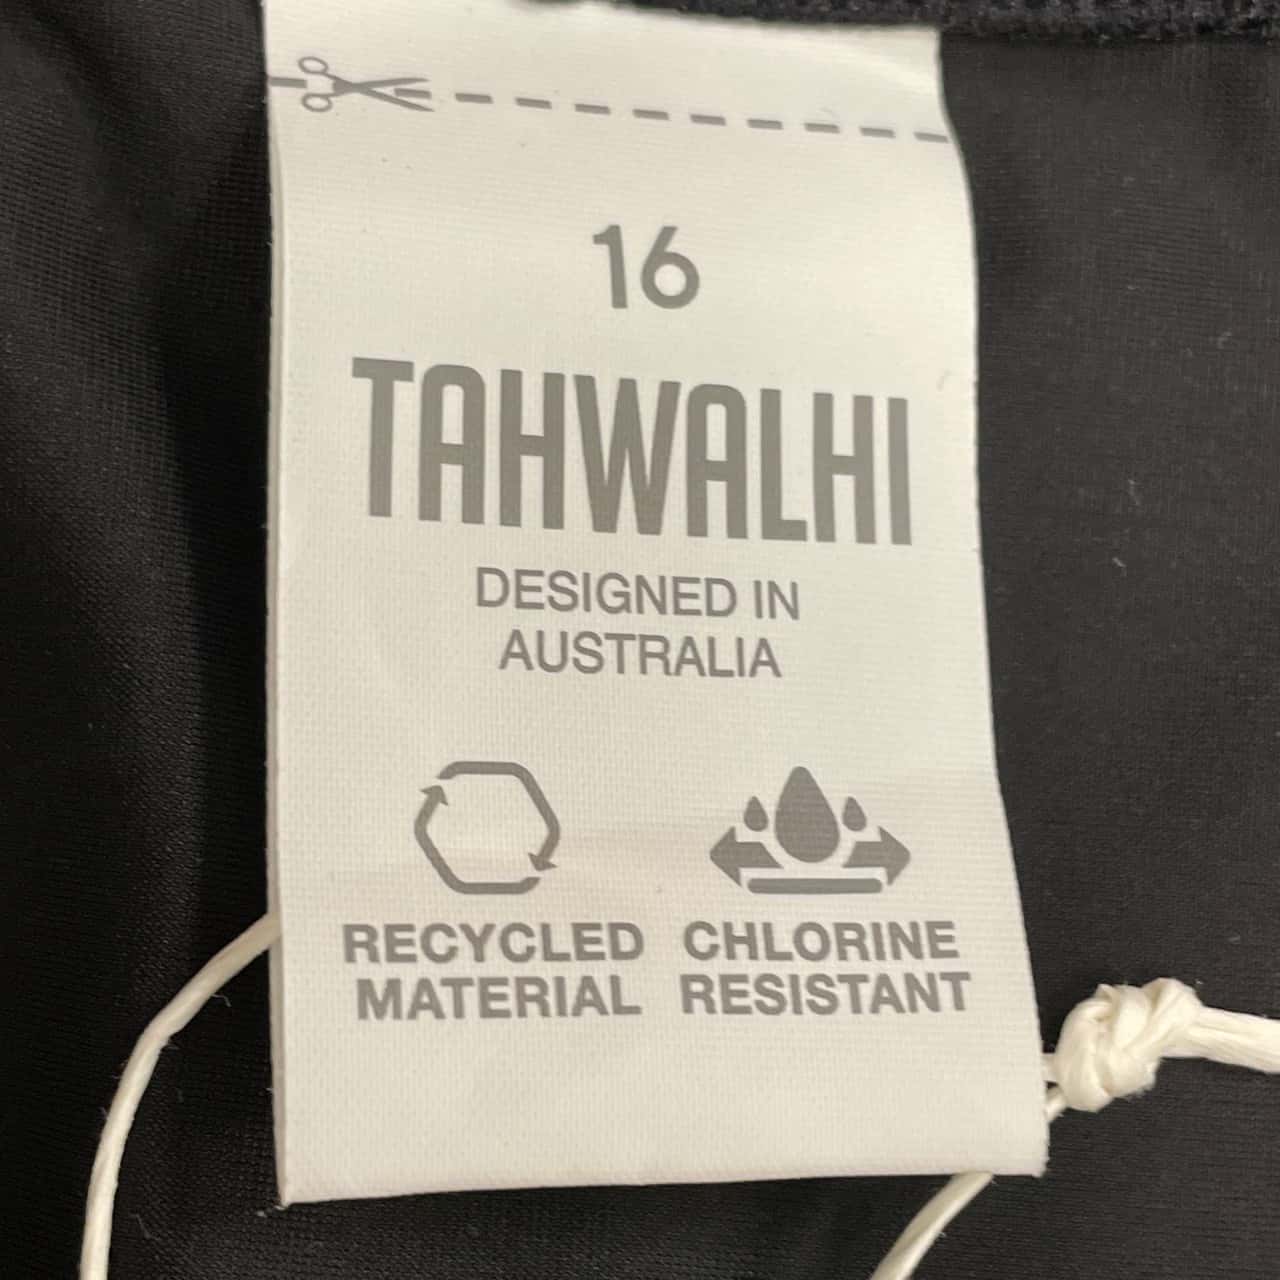 16
TAHWALHI
DESIGNED IN
AUSTRALIA
RECYCLED
MATERIAL
CHLORINE
RESISTANT